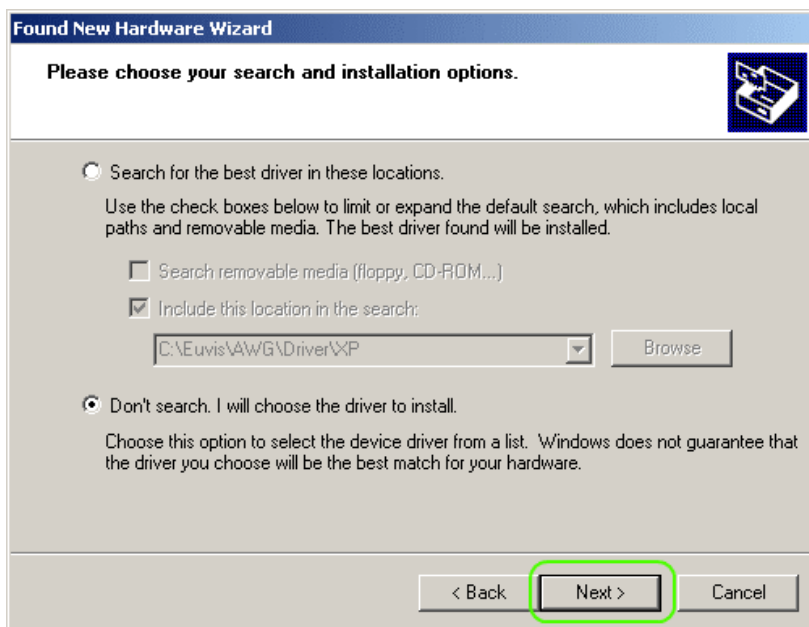 Found New Hardware Wizard
Please choose your search and installation options.
Search for the best driver in these locations.
Use the check boxes below to limit or expand the default search, which includes local
paths and removable media. The best driver found will be installed.
Search removable media (floppy, CD-ROM...)
Include this location in the search:
C:\Euvis\AWG\Driver\XP
Browse
Don't search. I will choose the driver to install.
Choose this option to select the device driver from a list.  Windows does not guarantee that
the driver you choose will be the best match for your hardware.
< Back Next > Cancel